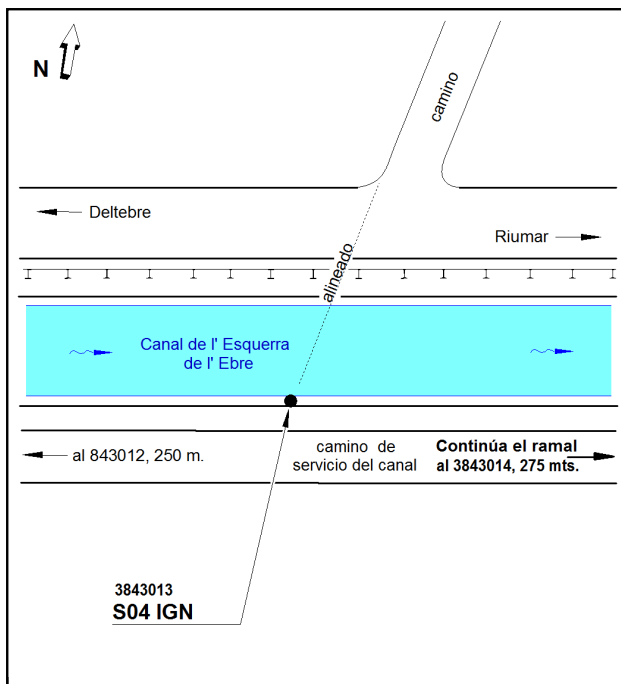 N
camino
Deltebre
Riumar
alineado
Canal de l' Esquerra
de l' Ebre
al 843012, 250 m.
camino de
servicio del canal
Continúa el ramal
al 3843014, 275 mts.
3843013
S04 IGN